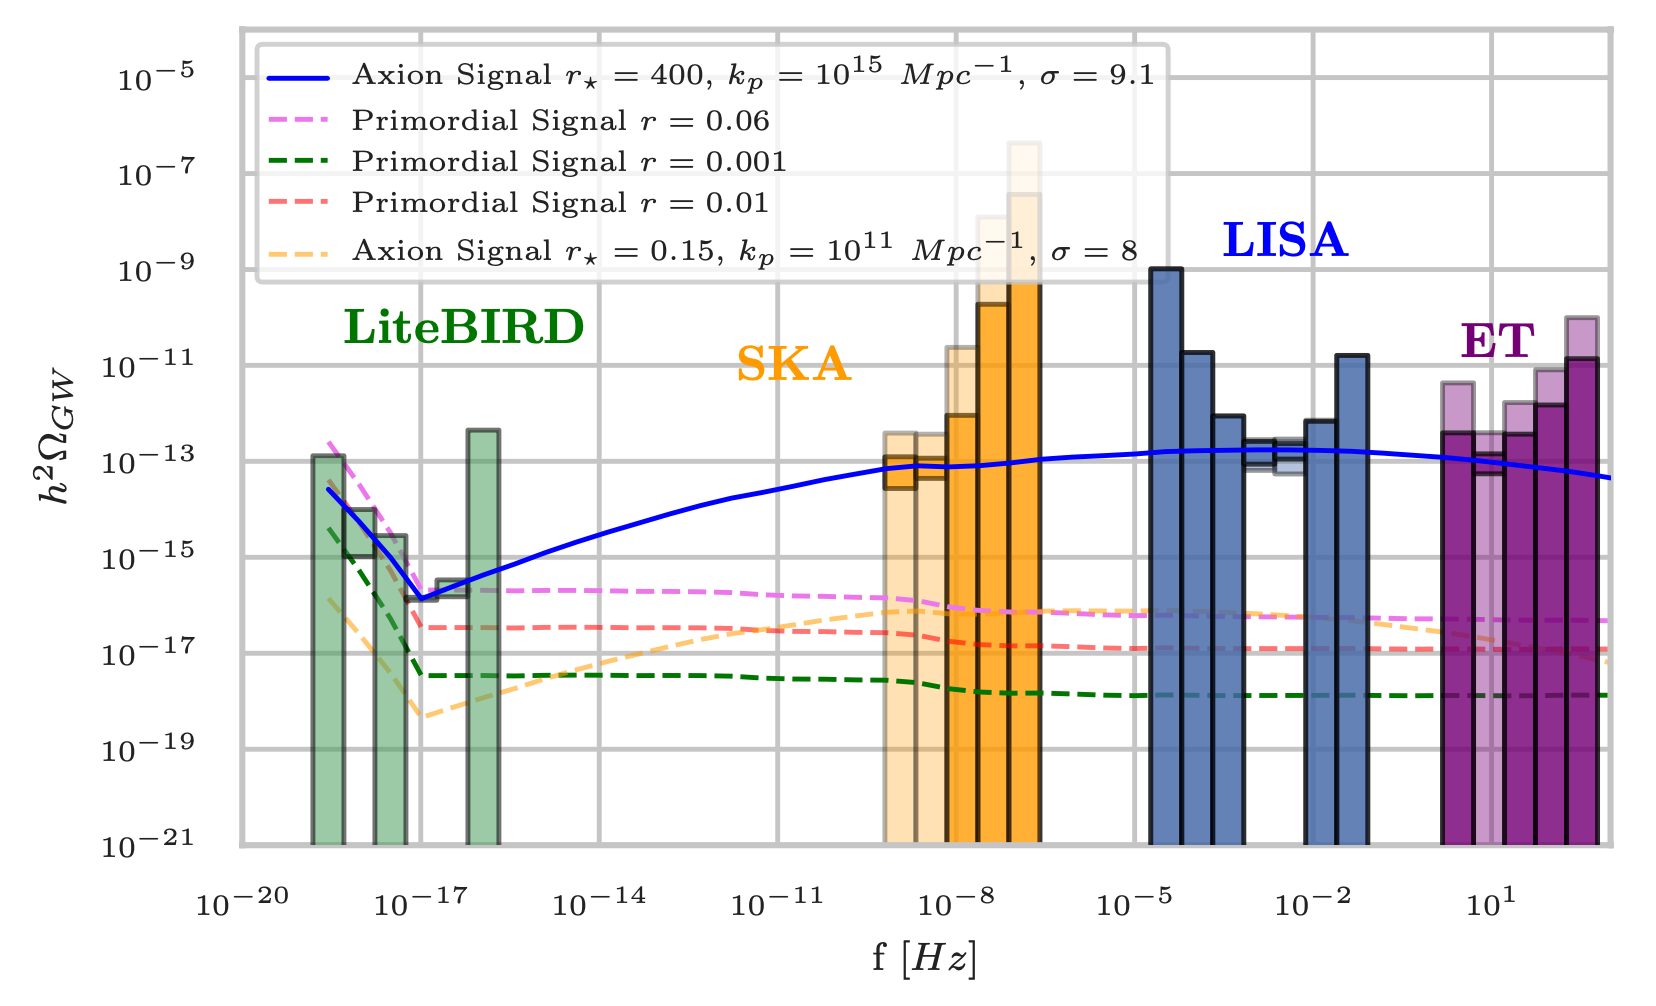 Axion Signal r⋆ = 400, k_p = 10^15 Mpc^−1, σ = 9.1
Primordial Signal r = 0.06
Primordial Signal r = 0.001
Primordial Signal r = 0.01
Axion Signal r⋆ = 0.15, k_p = 10^11 Mpc^−1, σ = 8
LiteBIRD
SKA
LISA
ET
h^2Ω_GW
10^−5
10^−7
10^−9
10^−11
10^−13
10^−15
10^−17
10^−19
10^−21
10^−20 10^−17 10^−14 10^−11 10^−8 10^−5 10^−2 10^1
f [Hz]